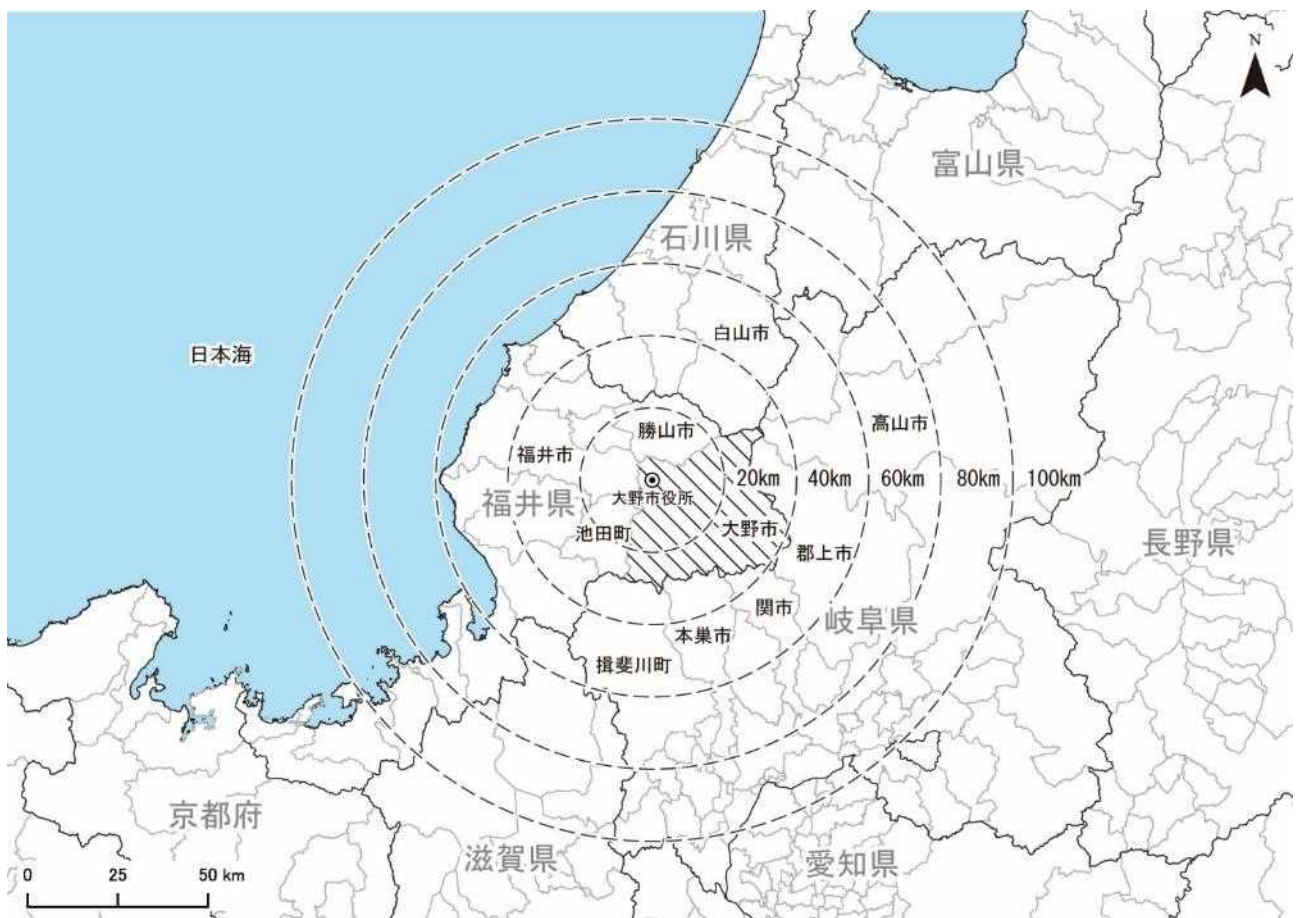 N
富山県
石川県
白山市
日本海
高山市
勝山市
福井市
20km
40km
60km
80km
100km
大野市役所
福井県
大野市
池田町
郡上市
長野県
関市
岐阜県
本巣市
揖斐川町
京都府
滋賀県
愛知県
0 25 50 km